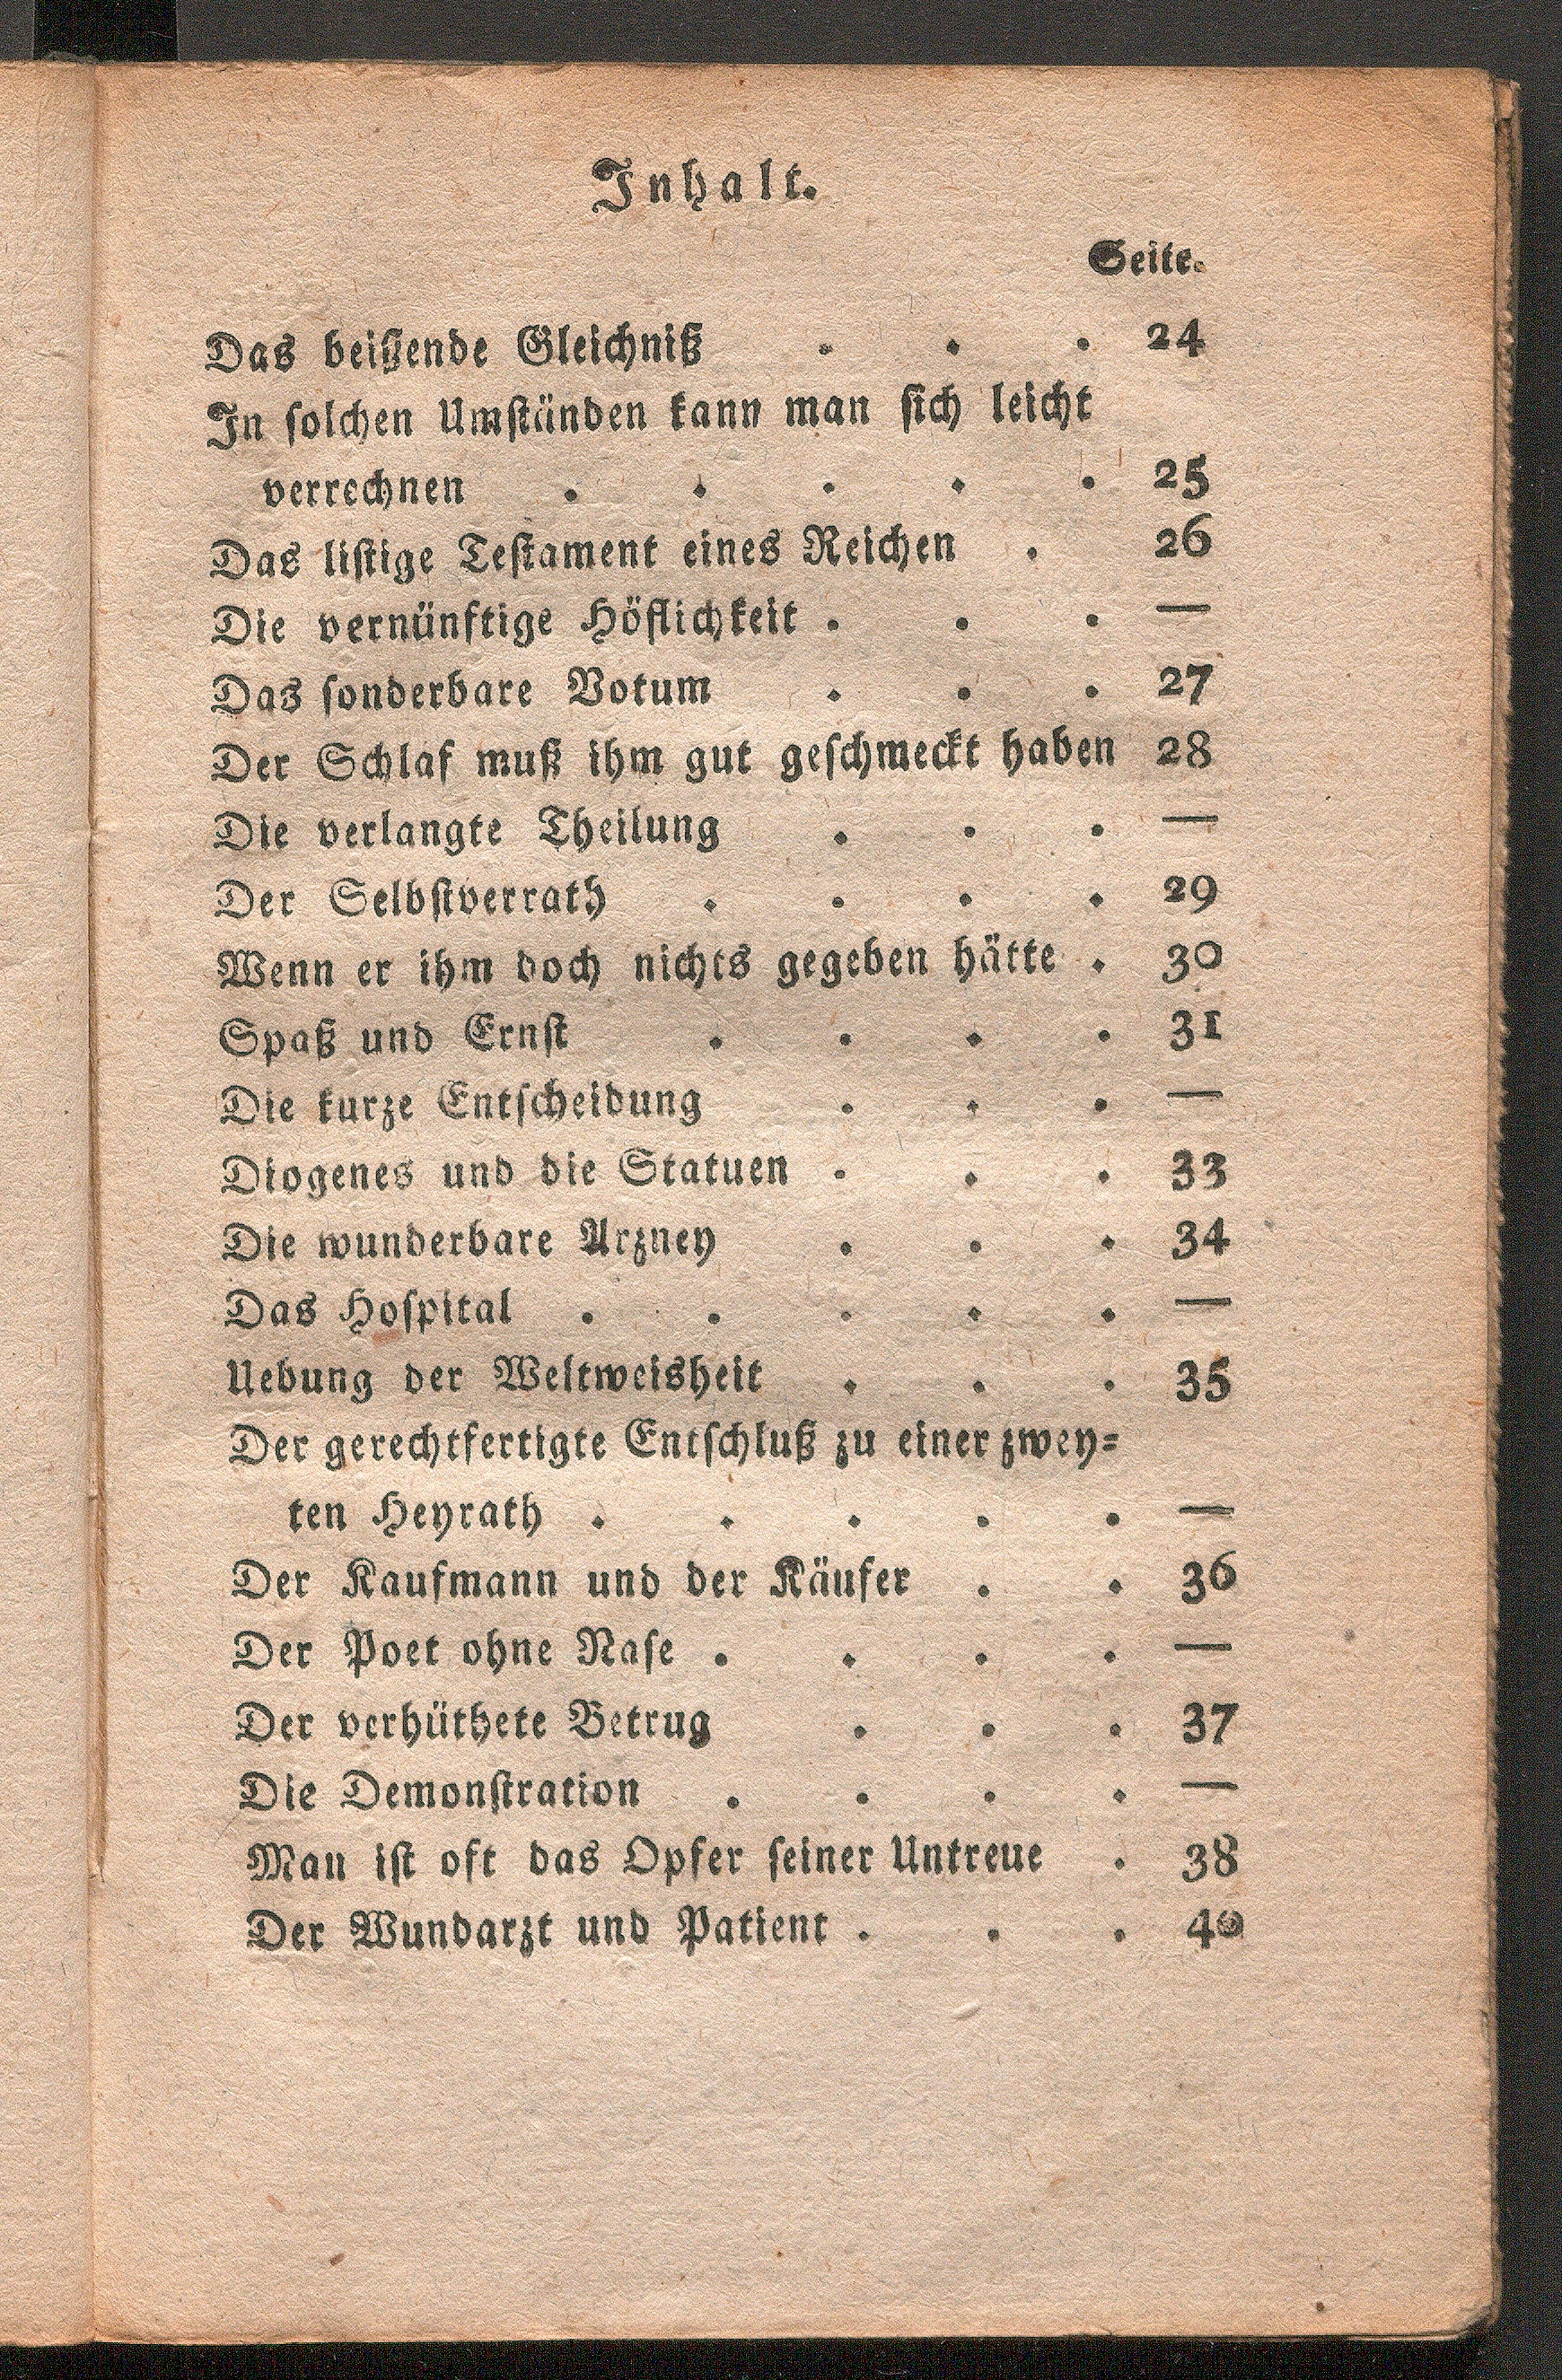 Inhalt.
Seite.
Das beißende Gleichniß . . . 24
In solchen Umständen kann man sich leicht
verrechnen . . . . . 25
Das listige Testament eines Reichen . 26
Die vernünftige Höflichkeit . . . —
Das sonderbare Votum . . . 27
Der Schlaf muß ihm gut geschmeckt haben 28
Die verlangte Theilung . . . —
Der Selbstverrath . . . . 29
Wenn er ihm doch nichts gegeben hätte . 30
Spaß und Ernst . . . . 31
Die kurze Entscheidung . . . —
Diogenes und die Statuen . . . 33
Die wunderbare Arzney . . . 34
Das Hospital . . . . . —
Uebung der Weltweisheit . . . 35
Der gerechtfertigte Entschluß zu einer zwey=
ten Heyrath . . . . . —
Der Kaufmann und der Käufer . . 36
Der Poet ohne Nase . . . . —
Der verhüthete Betrug . . . 37
Die Demonstration . . . . —
Man ist oft das Opfer seiner Untreue . 38
Der Wundarzt und Patient . . . 40